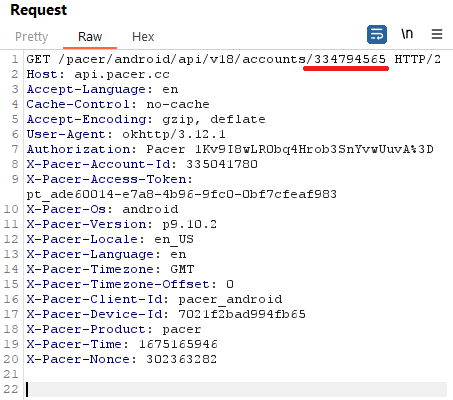 Request
Pretty Raw Hex
\n
1 GET /pacer/android/api/v18/accounts/334794565 HTTP/2
2 Host: api.pacer.cc
3 Accept-Language: en
4 Cache-Control: no-cache
5 Accept-Encoding: gzip, deflate
6 User-Agent: okhttp/3.12.1
7 Authorization: Pacer 1Kv9I8wLRObq4Hrob3SnYvwUuvA%3D
8 X-Pacer-Account-Id: 335041780
9 X-Pacer-Access-Token:
pt_ade60014-e7a8-4b96-9fc0-0bf7cfeaf983
10 X-Pacer-Os: android
11 X-Pacer-Version: p9.10.2
12 X-Pacer-Locale: en_US
13 X-Pacer-Language: en
14 X-Pacer-Timezone: GMT
15 X-Pacer-Timezone-Offset: 0
16 X-Pacer-Client-Id: pacer_android
17 X-Pacer-Device-Id: 7021f2bad994fb65
18 X-Pacer-Product: pacer
19 X-Pacer-Time: 1675165946
20 X-Pacer-Nonce: 302363282
21
22